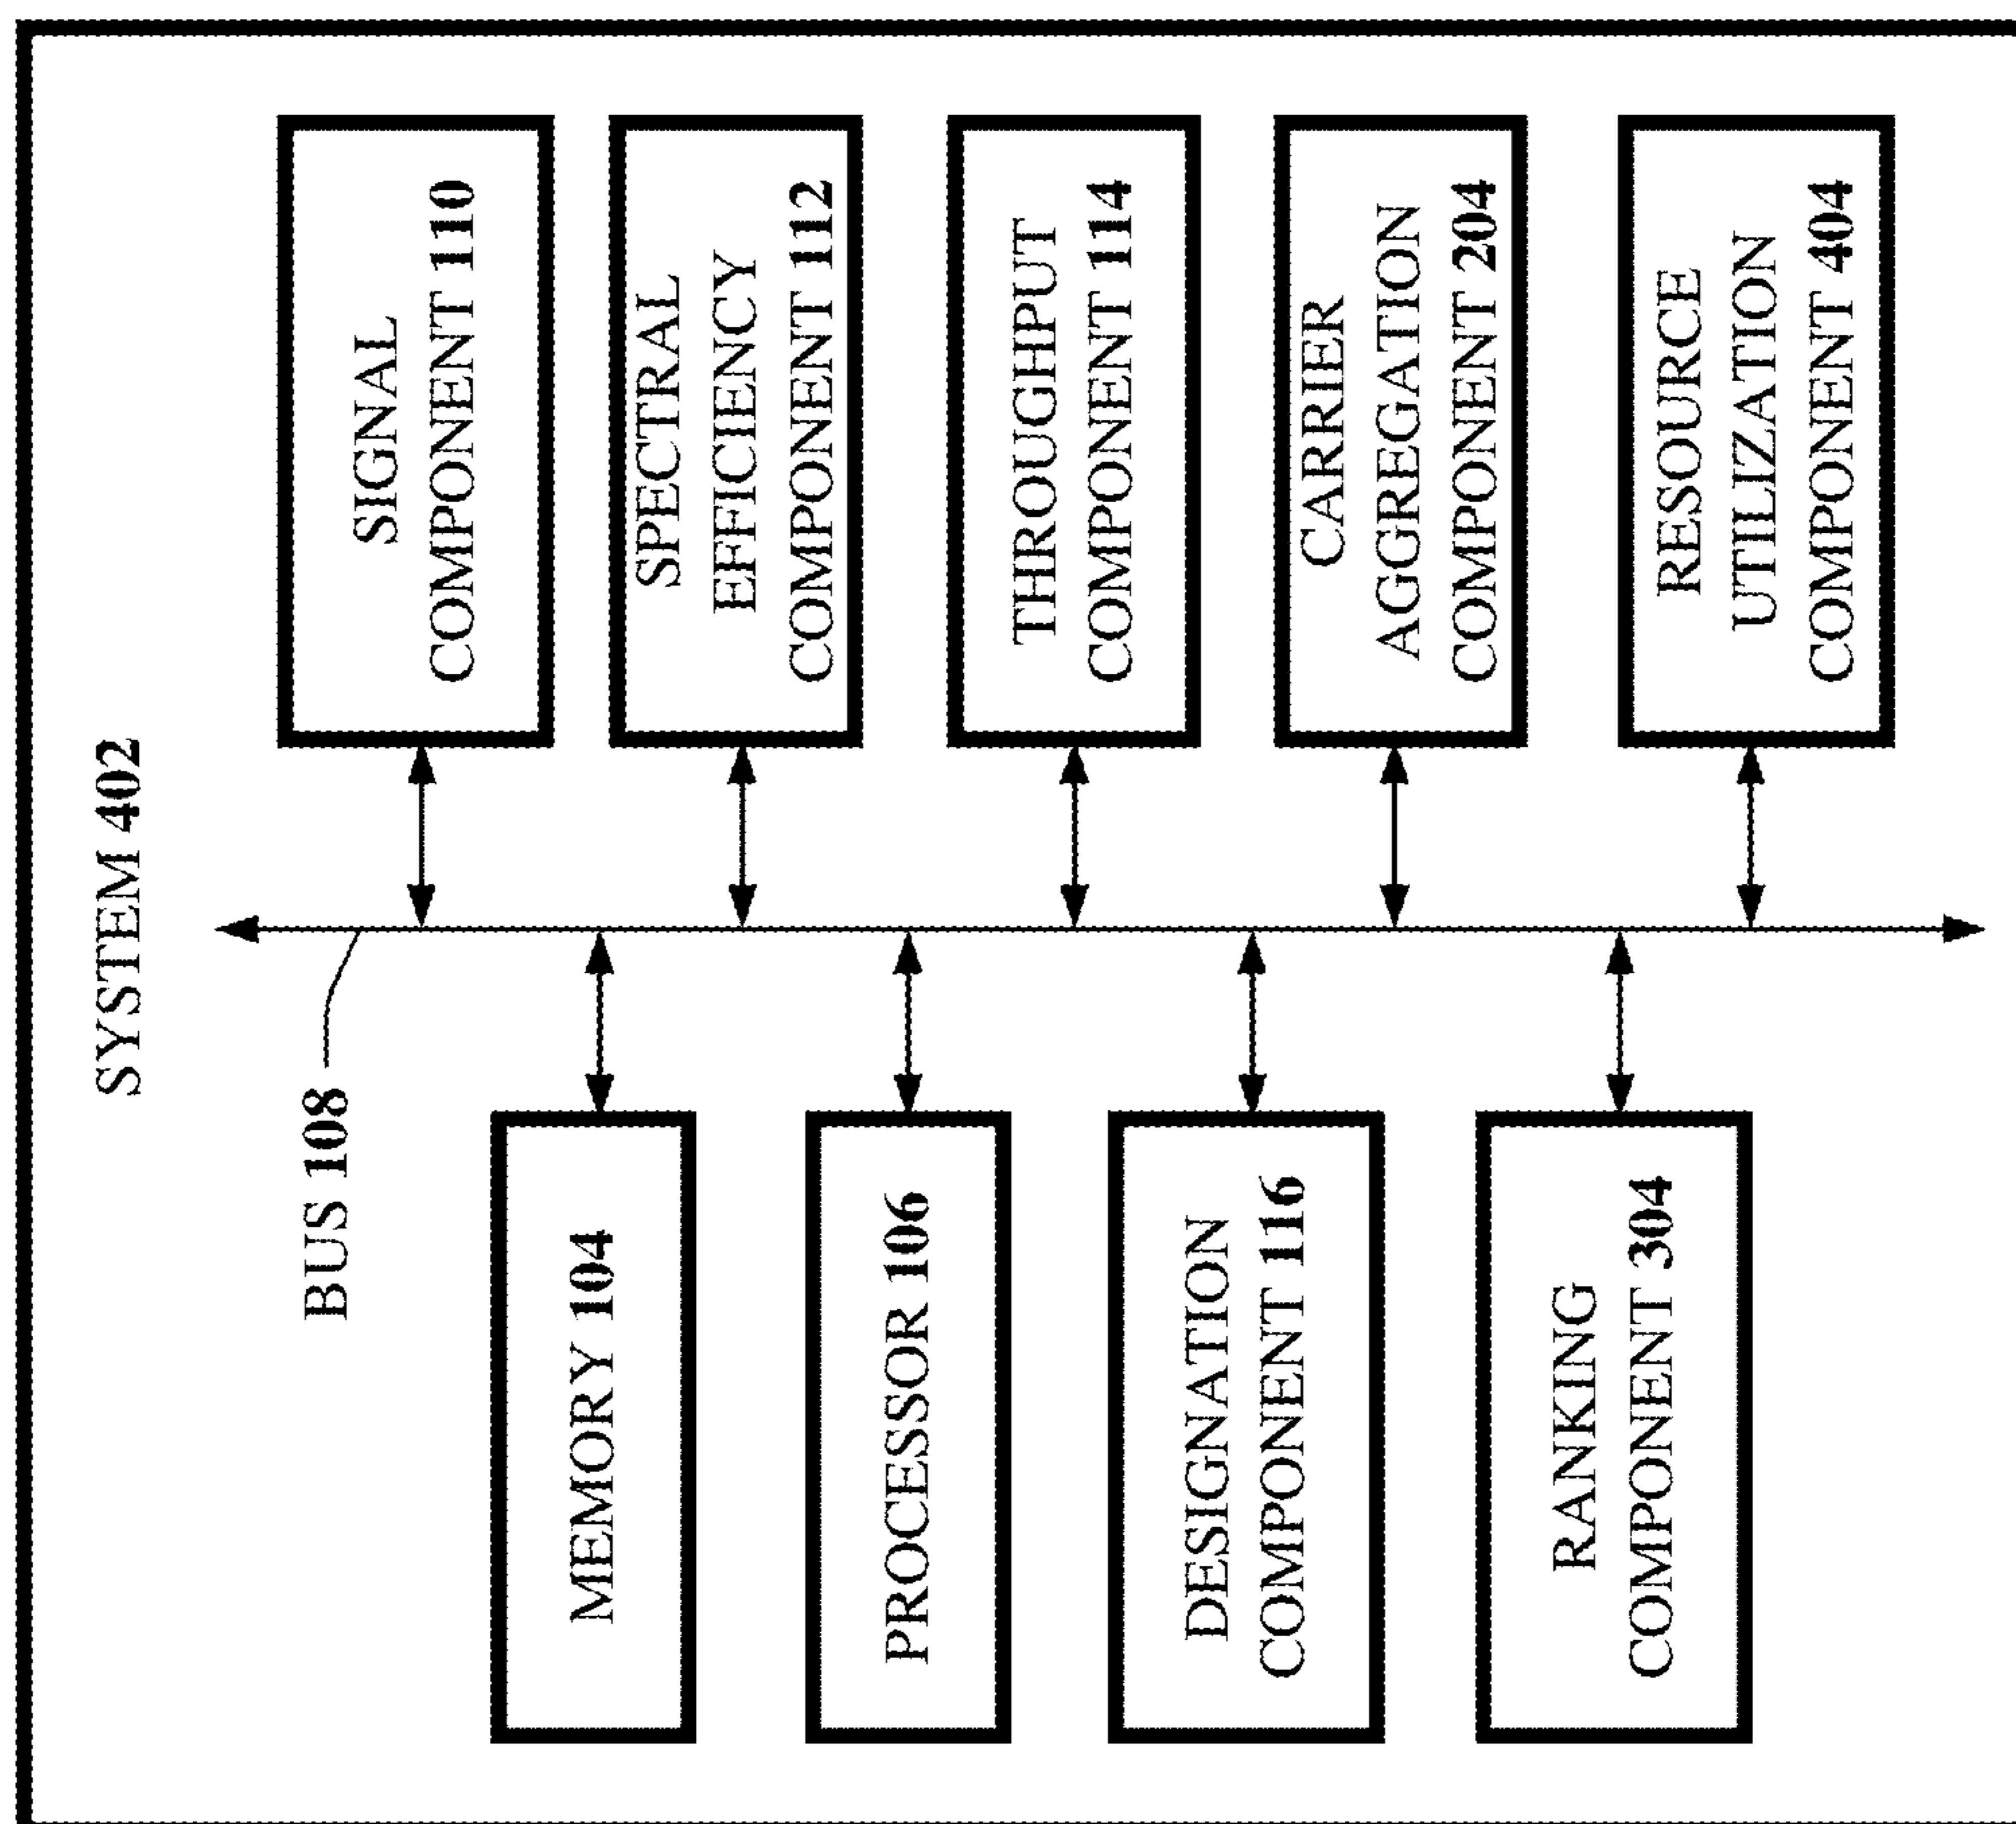 SYSTEM 402
BUS 108
MEMORY 104
PROCESSOR 106
DESIGNATION
COMPONENT 116
RANKING
COMPONENT 304
SIGNAL
COMPONENT 110
SPECTRAL
EFFICIENCY
COMPONENT 112
THROUGHPUT
COMPONENT 114
CARRIER
AGGREGATION
COMPONENT 204
RESOURCE
UTILIZATION
COMPONENT 404